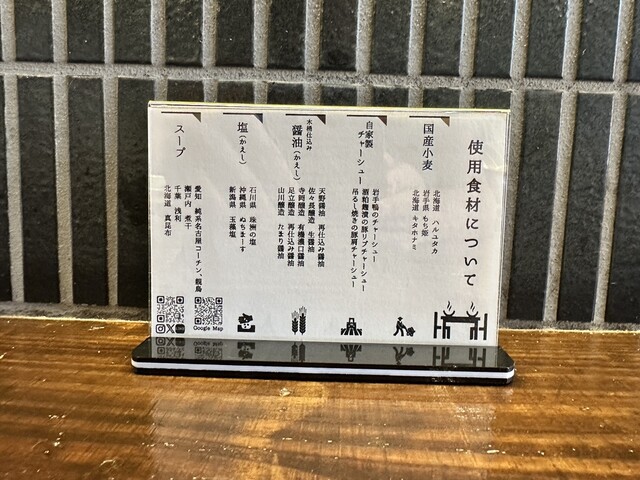 使用食材について
国産小麦
北海道 ハルユタカ
岩手県 もち姫
北海道 キタホナミ
自家製
チャーシュー
岩手鴨のチャーシュー
酒粕麹漬の豚リブチャーシュー
吊るし焼きの豚肩チャーシュー
木桶仕込み
醤油(かえし)
天野醤油 再仕込み醤油
佐々長醸造 生醤油
寺岡醸造 有機濃口醤油
足立醸造 再仕込み醤油
山川醸造 たまり醤油
塩(かえし)
石川県 珠洲の塩
沖縄県 ぬちまーす
新潟県 玉藻塩
スープ
愛知 純系名古屋コーチン、親鳥
瀬戸内 煮干
千葉 浅利
北海道 真昆布
Google Map